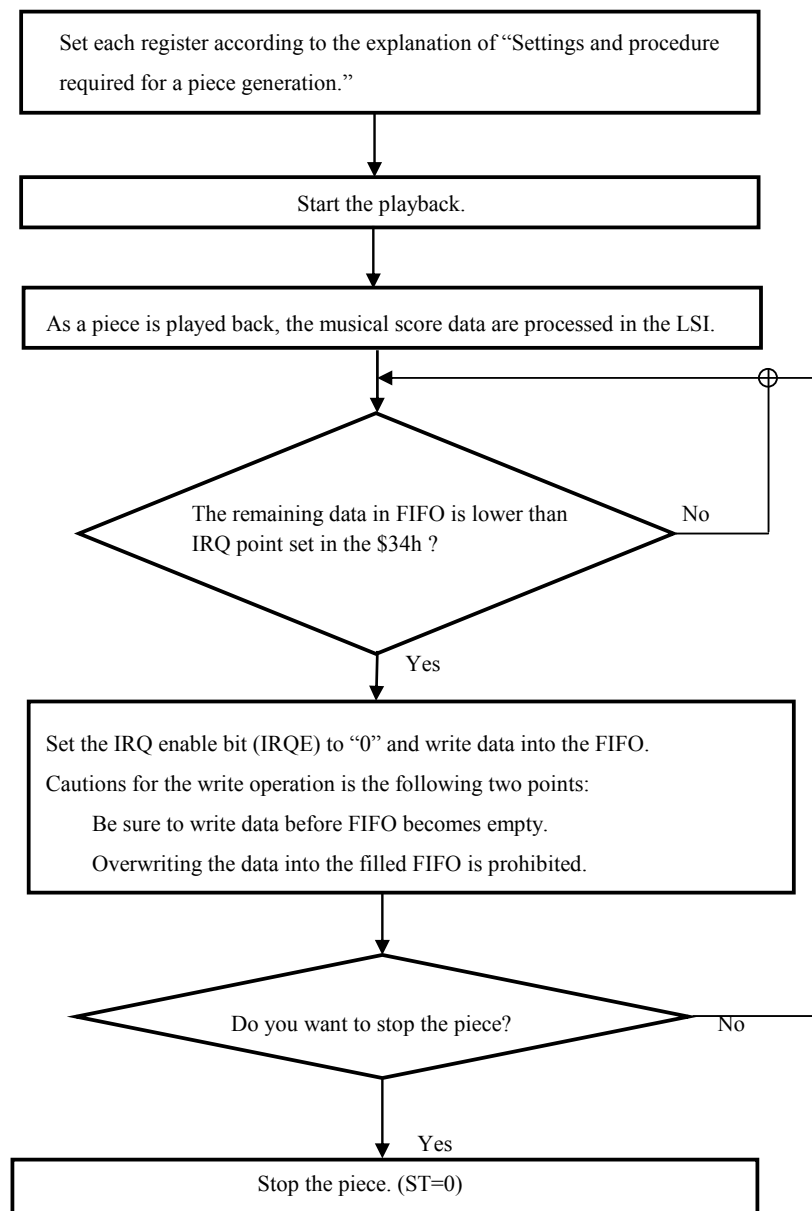 Set each register according to the explanation of “Settings and procedure
required for a piece generation.”
Start the playback.
As a piece is played back, the musical score data are processed in the LSI.
The remaining data in FIFO is lower than
IRQ point set in the $34h ?
No
Yes
Set the IRQ enable bit (IRQE) to “0” and write data into the FIFO.
Cautions for the write operation is the following two points:
Be sure to write data before FIFO becomes empty.
Overwriting the data into the filled FIFO is prohibited.
Do you want to stop the piece?
No
Yes
Stop the piece. (ST=0)